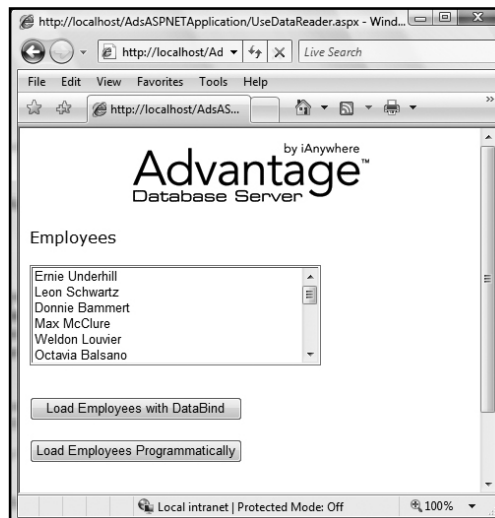 http://localhost/AdsASPNETApplication/UseDataReader.aspx - Wind...
http://localhost/Ad
Live Search
File Edit View Favorites Tools Help
http://localhost/AdsAS...
»
by iAnywhere
Advantage™
Database Server
Employees
Ernie Underhill
Leon Schwartz
Donnie Bammert
Max McClure
Weldon Louvier
Octavia Balsano
Load Employees with DataBind
Load Employees Programmatically
Local intranet | Protected Mode: Off 100%